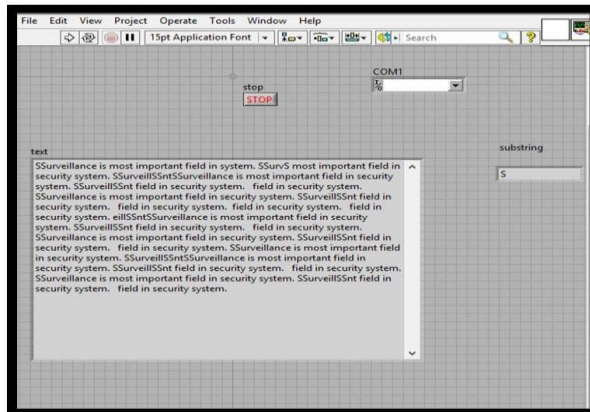 File Edit View Project Operate Tools Window Help
15pt Application Font
Search
COM1
stop
STOP
text
substring
SSurveillance is most important field in system. SSurvS most important field in
security system. SSurveillSSntSSurveillance is most important field in security
system. SSurveillSSnt field in security system. field in security system.
SSurveillance is most important field in security system. SSurveillSSnt field in
security system. field in security system. field in security system. field in
security system. eillSSntSSurveillance is most important field in security
system. SSurveillSSnt field in security system. field in security system.
SSurveillance is most important field in security system. SSurveillSSnt field in
security system. field in security system. SSurveillance is most important field
in security system. SSurveillSSntSSurveillance is most important field in
security system. SSurveillSSnt field in security system. field in security system.
SSurveillance is most important field in security system. SSurveillSSnt field in
security system. field in security system.
S